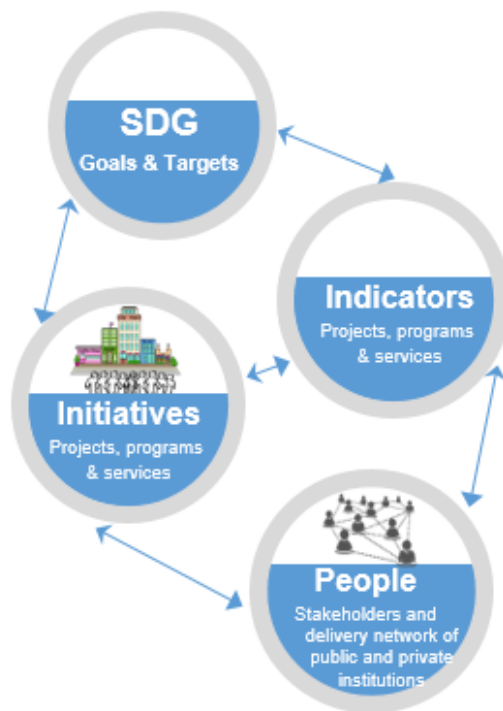 SDG
Goals & Targets
Indicators
Projects, programs
& services
Initiatives
Projects, programs
& services
People
Stakeholders and
delivery network of
public and private
institutions